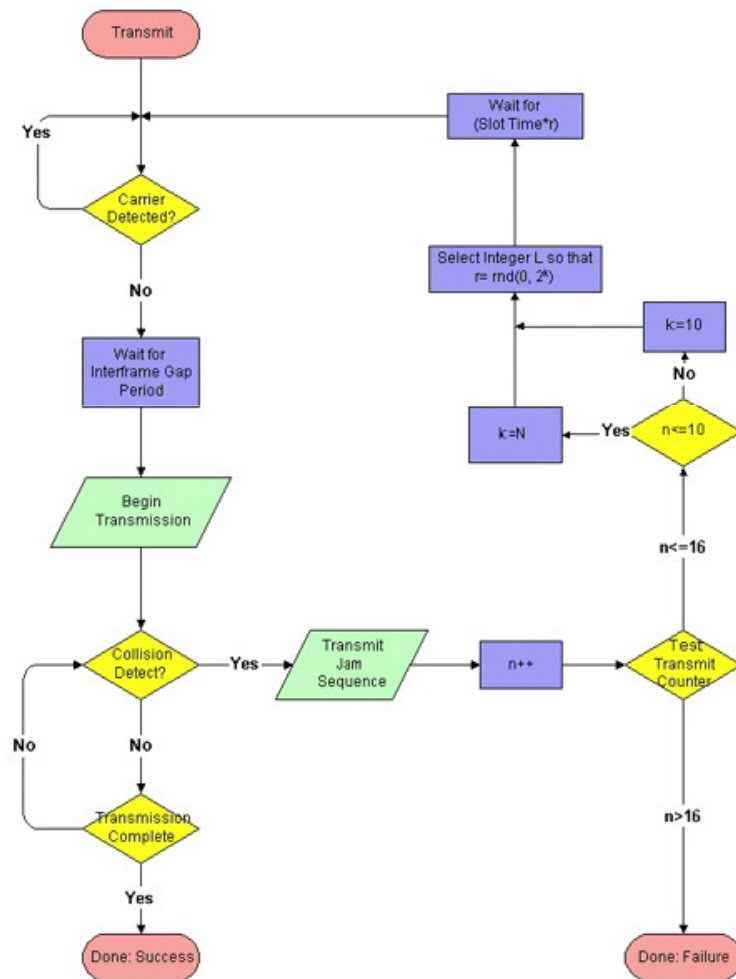 Transmit
Wait for
(Slot Time*r)
Yes
Carrier
Detected?
Select Integer L so that
r= rnd(0, 2*)
No
k:=10
Wait for
Interframe Gap
Period
No
k:=N
Yes
n<=10
Begin
Transmission
n<=16
Collision
Detect?
Yes
Transmit
Jam
Sequence
n++
Test
Transmit
Counter
No
No
Transmission
Complete
n>16
Yes
Done: Success
Done: Failure